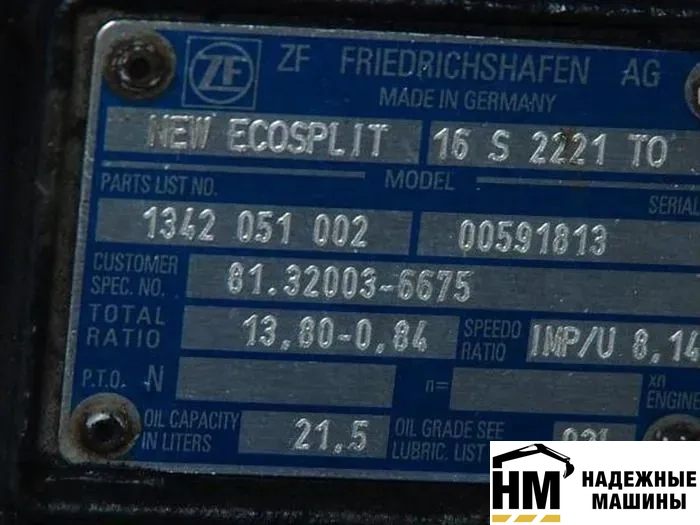 ZF ZF FRIEDRICHSHAFEN AG
MADE IN GERMANY
NEW ECOSPLIT 16 S 2221 TO
PARTS LIST NO. MODEL SERIAL
1342 051 002 00591813
CUSTOMER SPEC. NO. 81.32003-6675
TOTAL RATIO 13,80-0,84 SPEEDO RATIO IMP/U 8,14
P.T.O. N n= xn ENGINE
OIL CAPACITY IN LITERS 21,5 OIL GRADE SEE LUBRIC. LIST
НМ НАДЕЖНЫЕ МАШИНЫ